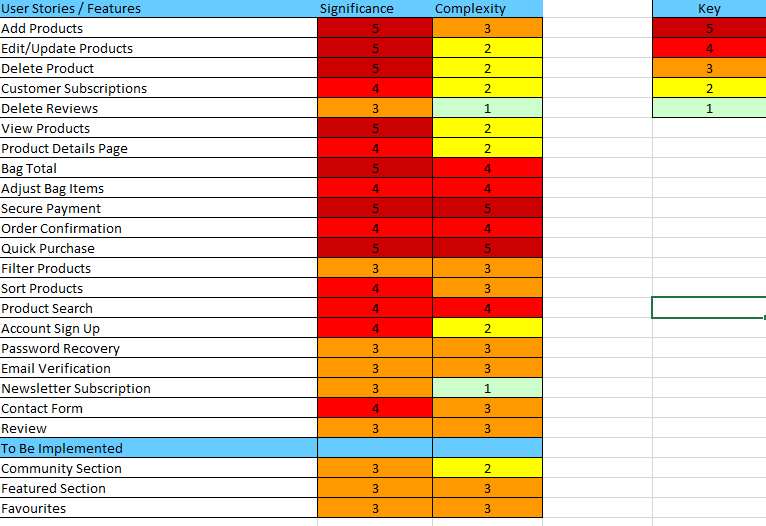 User Stories / Features Significance Complexity Key
Add Products 5 3 5
Edit/Update Products 5 2 4
Delete Product 5 2 3
Customer Subscriptions 4 2 2
Delete Reviews 3 1 1
View Products 5 2
Product Details Page 4 2
Bag Total 5 4
Adjust Bag Items 4 4
Secure Payment 5 5
Order Confirmation 4 4
Quick Purchase 5 5
Filter Products 3 3
Sort Products 4 3
Product Search 4 4
Account Sign Up 4 2
Password Recovery 3 3
Email Verification 3 3
Newsletter Subscription 3 1
Contact Form 4 3
Review 3 3
To Be Implemented
Community Section 3 2
Featured Section 3 3
Favourites 3 3